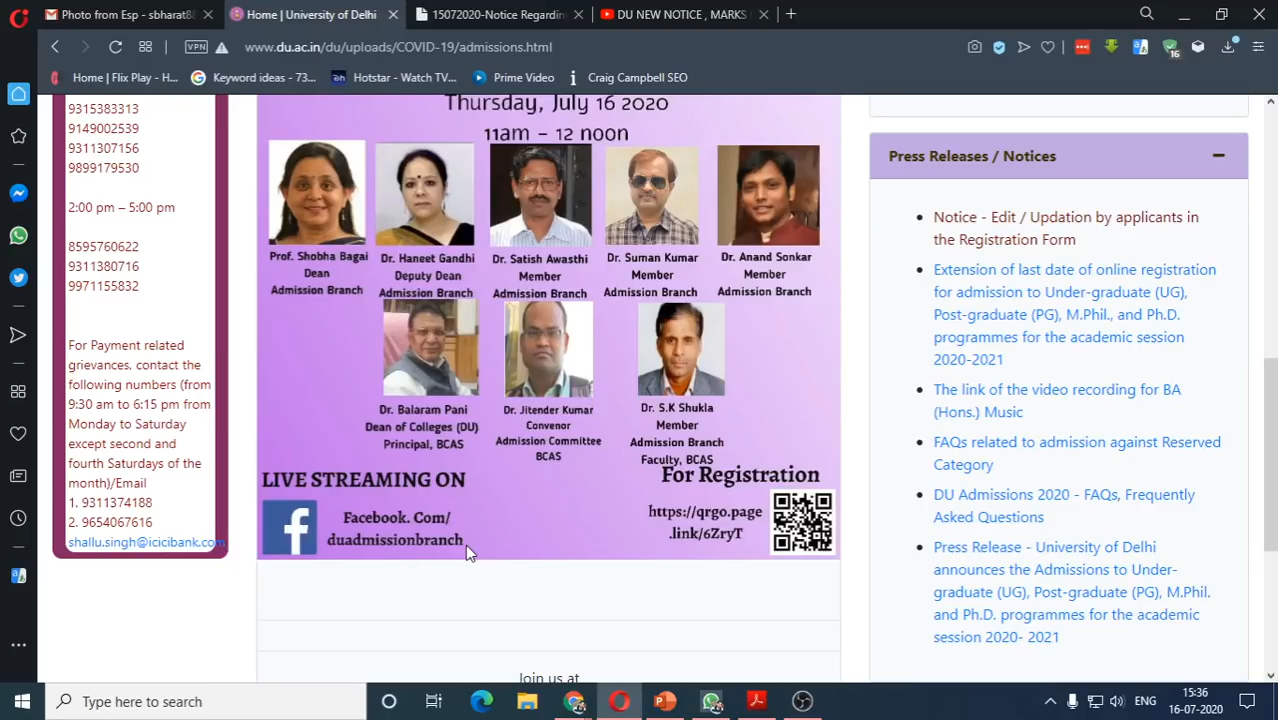 Photo from Esp - sbharat88
Home | University of Delhi
15072020-Notice Regardin
DU NEW NOTICE , MARKS
VPN
www.du.ac.in/du/uploads/COVID-19/admissions.html
16
Home | Flix Play - H...
Keyword ideas - 73...
Hotstar - Watch TV...
Prime Video
Craig Campbell SEO
9315383313
9149002539
9311307156
9899179530
2:00 pm – 5:00 pm
8595760622
9311380716
9971155832
For Payment related
grievances, contact the
following numbers (from
9:30 am to 6:15 pm from
Monday to Saturday
except second and
fourth Saturdays of the
month)/Email
1. 9311374188
2. 9654067616
shallu.singh@icicibank.com
Thursday, July 16 2020
11am – 12 noon
Prof. Shobha Bagai
Dean
Admission Branch
Dr. Haneet Gandhi
Deputy Dean
Admission Branch
Dr. Satish Awasthi
Member
Admission Branch
Dr. Suman Kumar
Member
Admission Branch
Dr. Anand Sonkar
Member
Admission Branch
Dr. Balaram Pani
Dean of Colleges (DU)
Principal, BCAS
Dr. Jitender Kumar
Convenor
Admission Committee
BCAS
Dr. S.K Shukla
Member
Admission Branch
Faculty, BCAS
LIVE STREAMING ON
Facebook. Com/
duadmissionbranch
For Registration
https://qrgo.page
.link/6ZryT
Join us at
Press Releases / Notices
Notice - Edit / Updation by applicants in
the Registration Form
Extension of last date of online registration
for admission to Under-graduate (UG),
Post-graduate (PG), M.Phil., and Ph.D.
programmes for the academic session
2020-2021
The link of the video recording for BA
(Hons.) Music
FAQs related to admission against Reserved
Category
DU Admissions 2020 - FAQs, Frequently
Asked Questions
Press Release - University of Delhi
announces the Admissions to Under-
graduate (UG), Post-graduate (PG), M.Phil.
and Ph.D. programmes for the academic
session 2020- 2021
Type here to search
ENG
15:36
16-07-2020